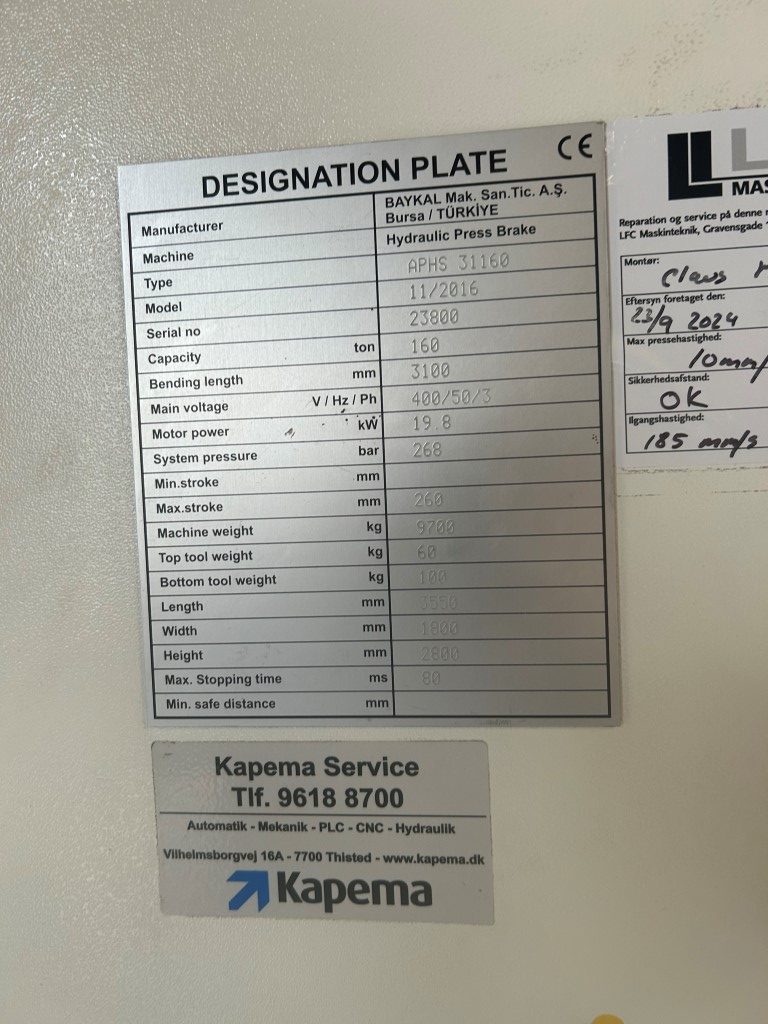 DESIGNATION PLATE CE
Manufacturer BAYKAL Mak. San.Tic. A.Ş.
Bursa / TÜRKİYE
Machine Hydraulic Press Brake
Type APHS 31160
Model 11/2016
Serial no 23800
Capacity ton 160
Bending length mm 3100
Main voltage V / Hz / Ph 400/50/3
Motor power kW 19.8
System pressure bar 268
Min.stroke mm
Max.stroke mm 260
Machine weight kg 9700
Top tool weight kg 60
Bottom tool weight kg 100
Length mm 3550
Width mm 1800
Height mm 2800
Max. Stopping time ms 80
Min. safe distance mm
Reparation og service på denne
LFC Maskinteknik, Gravensgade
Montør:
Claus
Eftersyn foretaget den:
23/9 2024
Max pressehastighed:
10mm/
Sikkerhedsafstand:
OK
Ilgangshastighed:
185 mm/s
Kapema Service
Tlf. 9618 8700
Automatik - Mekanik - PLC - CNC - Hydraulik
Vilhelmsborgvej 16A - 7700 Thisted - www.kapema.dk
Kapema